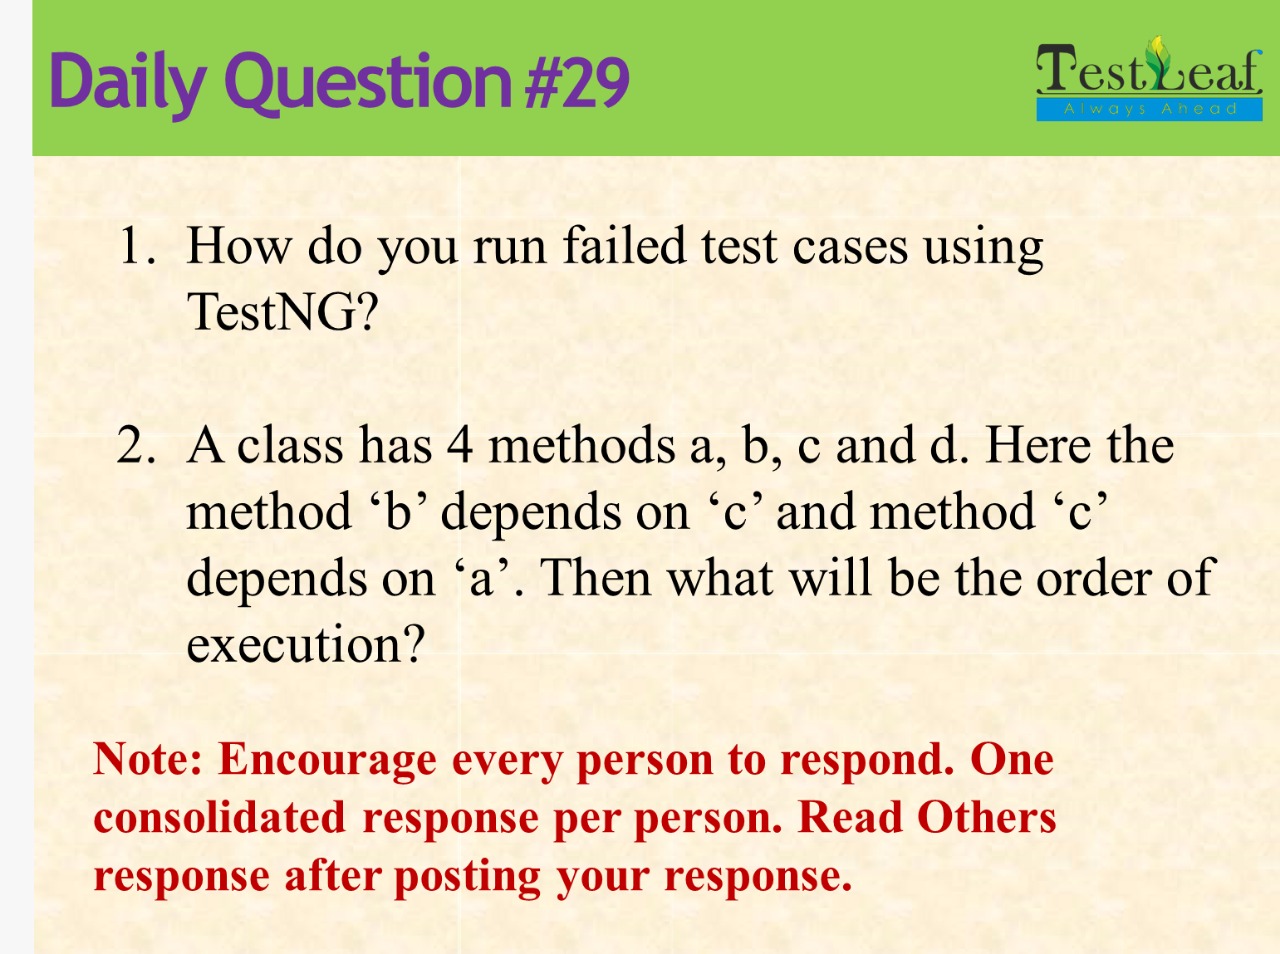 Daily Question #29
TestLeaf
Always Ahead
1. How do you run failed test cases using
TestNG?
2. A class has 4 methods a, b, c and d. Here the
method ‘b’ depends on ‘c’ and method ‘c’
depends on ‘a’. Then what will be the order of
execution?
Note: Encourage every person to respond. One
consolidated response per person. Read Others
response after posting your response.